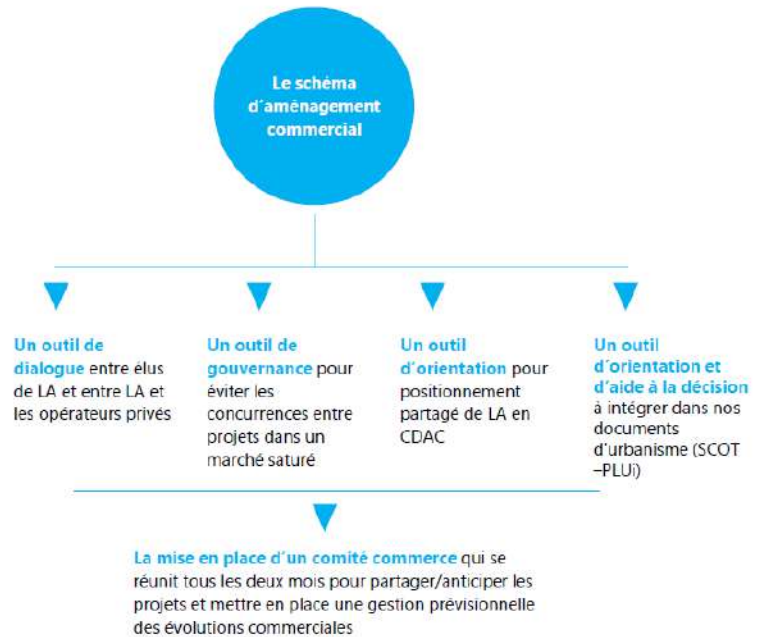 Le schéma
d'aménagement
commercial
Un outil de
dialogue entre élus
de LA et entre LA et
les opérateurs privés
Un outil de
gouvernance pour
éviter les
concurrences entre
projets dans un
marché saturé
Un outil
d'orientation pour
positionnement
partagé de LA en
CDAC
Un outil
d'orientation et
d'aide à la décision
à intégrer dans nos
documents
d'urbanisme (SCOT
–PLUi)
La mise en place d'un comité commerce qui se
réunit tous les deux mois pour partager/anticiper les
projets et mettre en place une gestion prévisionnelle
des évolutions commerciales